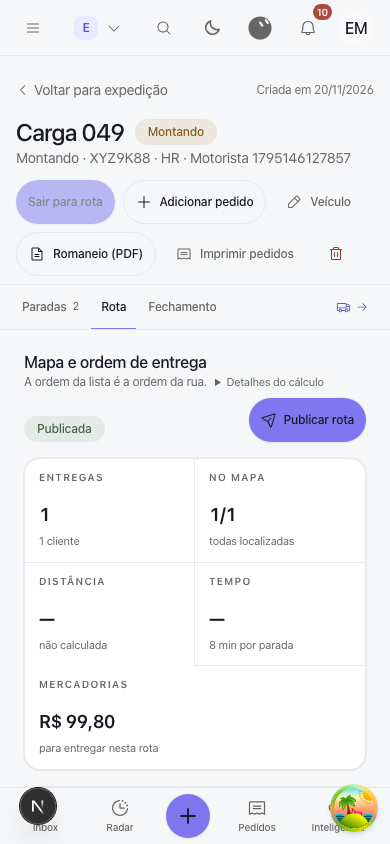 E
10
EM
Voltar para expedição
Criada em 20/11/2026
Carga 049
Montando
Montando · XYZ9K88 · HR · Motorista 1795146127857
Sair para rota
Adicionar pedido
Veículo
Romaneio (PDF)
Imprimir pedidos
Paradas 2
Rota
Fechamento
Mapa e ordem de entrega
A ordem da lista é a ordem da rua.
Detalhes do cálculo
Publicada
Publicar rota
ENTREGAS
1
1 cliente
NO MAPA
1/1
todas localizadas
DISTÂNCIA
—
não calculada
TEMPO
—
8 min por parada
MERCADORIAS
R$ 99,80
para entregar nesta rota
N
Inbox
Radar
Pedidos